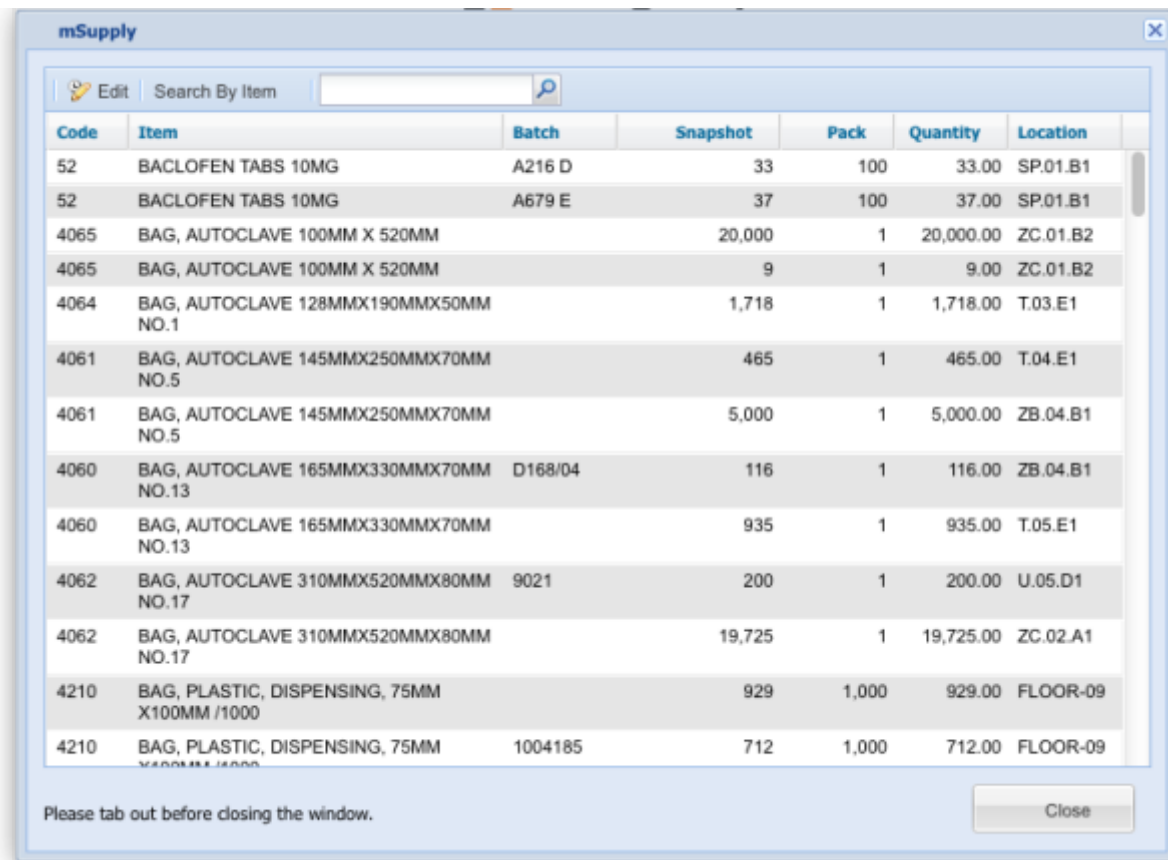 mSupply
Edit Search By Item
Code Item Batch Snapshot Pack Quantity Location
52 BACLOFEN TABS 10MG A216 D 33 100 33.00 SP.01.B1
52 BACLOFEN TABS 10MG A679 E 37 100 37.00 SP.01.B1
4065 BAG, AUTOCLAVE 100MM X 520MM 20,000 1 20,000.00 ZC.01.B2
4065 BAG, AUTOCLAVE 100MM X 520MM 9 1 9.00 ZC.01.B2
4064 BAG, AUTOCLAVE 128MMX190MMX50MM 1,718 1 1,718.00 T.03.E1
NO.1
4061 BAG, AUTOCLAVE 145MMX250MMX70MM 465 1 465.00 T.04.E1
NO.5
4061 BAG, AUTOCLAVE 145MMX250MMX70MM 5,000 1 5,000.00 ZB.04.B1
NO.5
4060 BAG, AUTOCLAVE 165MMX330MMX70MM D168/04 116 1 116.00 ZB.04.B1
NO.13
4060 BAG, AUTOCLAVE 165MMX330MMX70MM 935 1 935.00 T.05.E1
NO.13
4062 BAG, AUTOCLAVE 310MMX520MMX80MM 9021 200 1 200.00 U.05.D1
NO.17
4062 BAG, AUTOCLAVE 310MMX520MMX80MM 19,725 1 19,725.00 ZC.02.A1
NO.17
4210 BAG, PLASTIC, DISPENSING, 75MM 929 1,000 929.00 FLOOR-09
X100MM /1000
4210 BAG, PLASTIC, DISPENSING, 75MM 1004185 712 1,000 712.00 FLOOR-09
Please tab out before closing the window.
Close